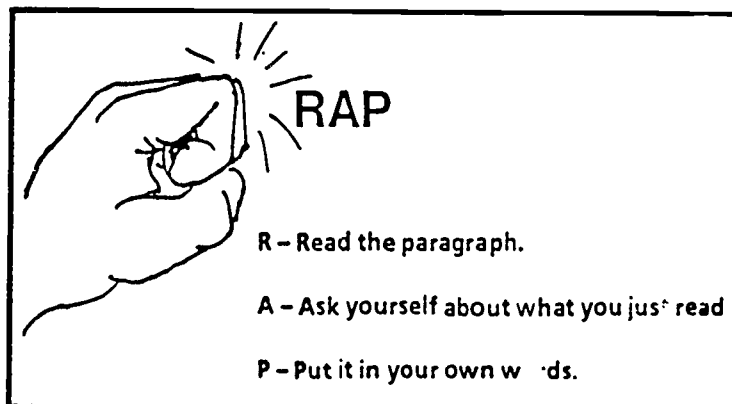 RAP
R – Read the paragraph.
A – Ask yourself about what you just read
P – Put it in your own